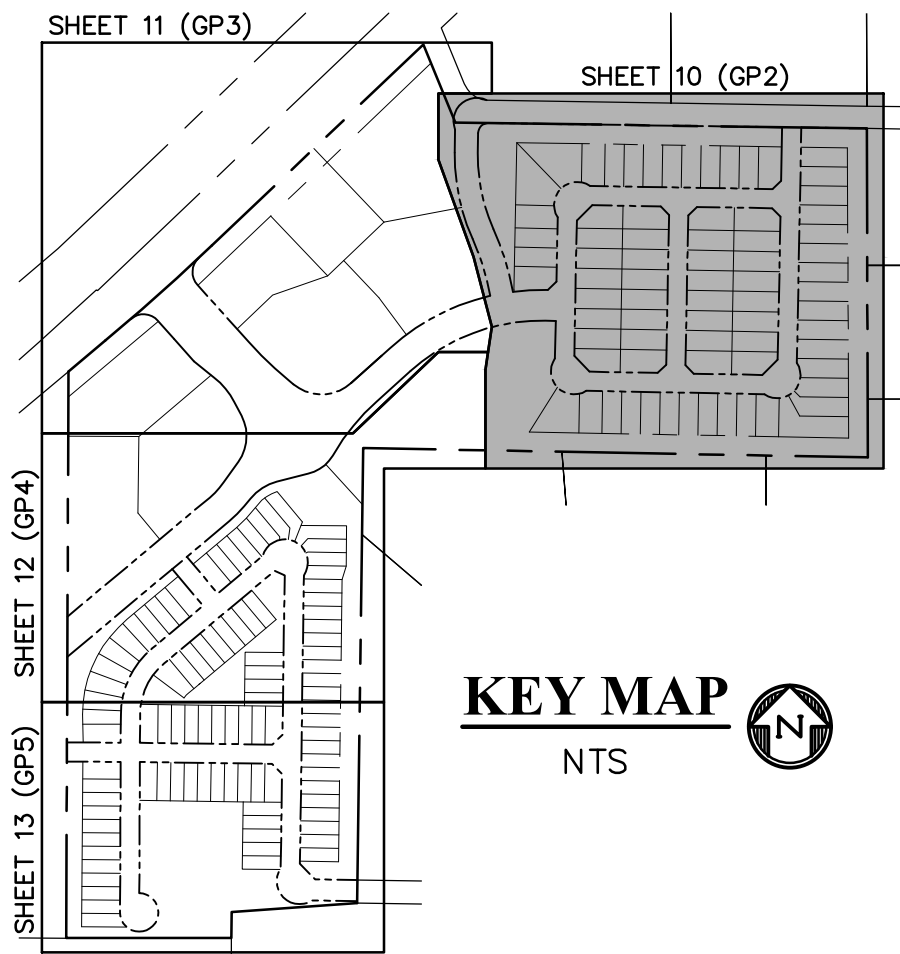 SHEET 11 (GP3)
SHEET 10 (GP2)
SHEET 12 (GP4)
SHEET 13 (GP5)
KEY MAP
NTS
N